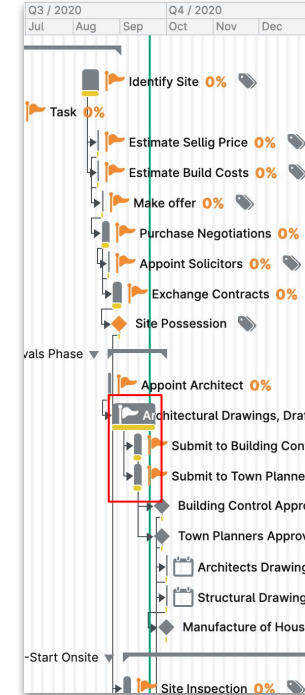 Q3 / 2020 Q4 / 2020
Jul Aug Sep Oct Nov Dec
Identify Site 0%
Task 0%
Estimate Sellig Price 0%
Estimate Build Costs 0%
Make offer 0%
Purchase Negotiations 0%
Appoint Solicitors 0%
Exchange Contracts 0%
Site Possession
vals Phase
Appoint Architect 0%
Architectural Drawings, Draf
Submit to Building Con
Submit to Town Planne
Building Control Appro
Town Planners Approv
Architects Drawing
Structural Drawing
Manufacture of Hous
-Start Onsite
Site Inspection 0%